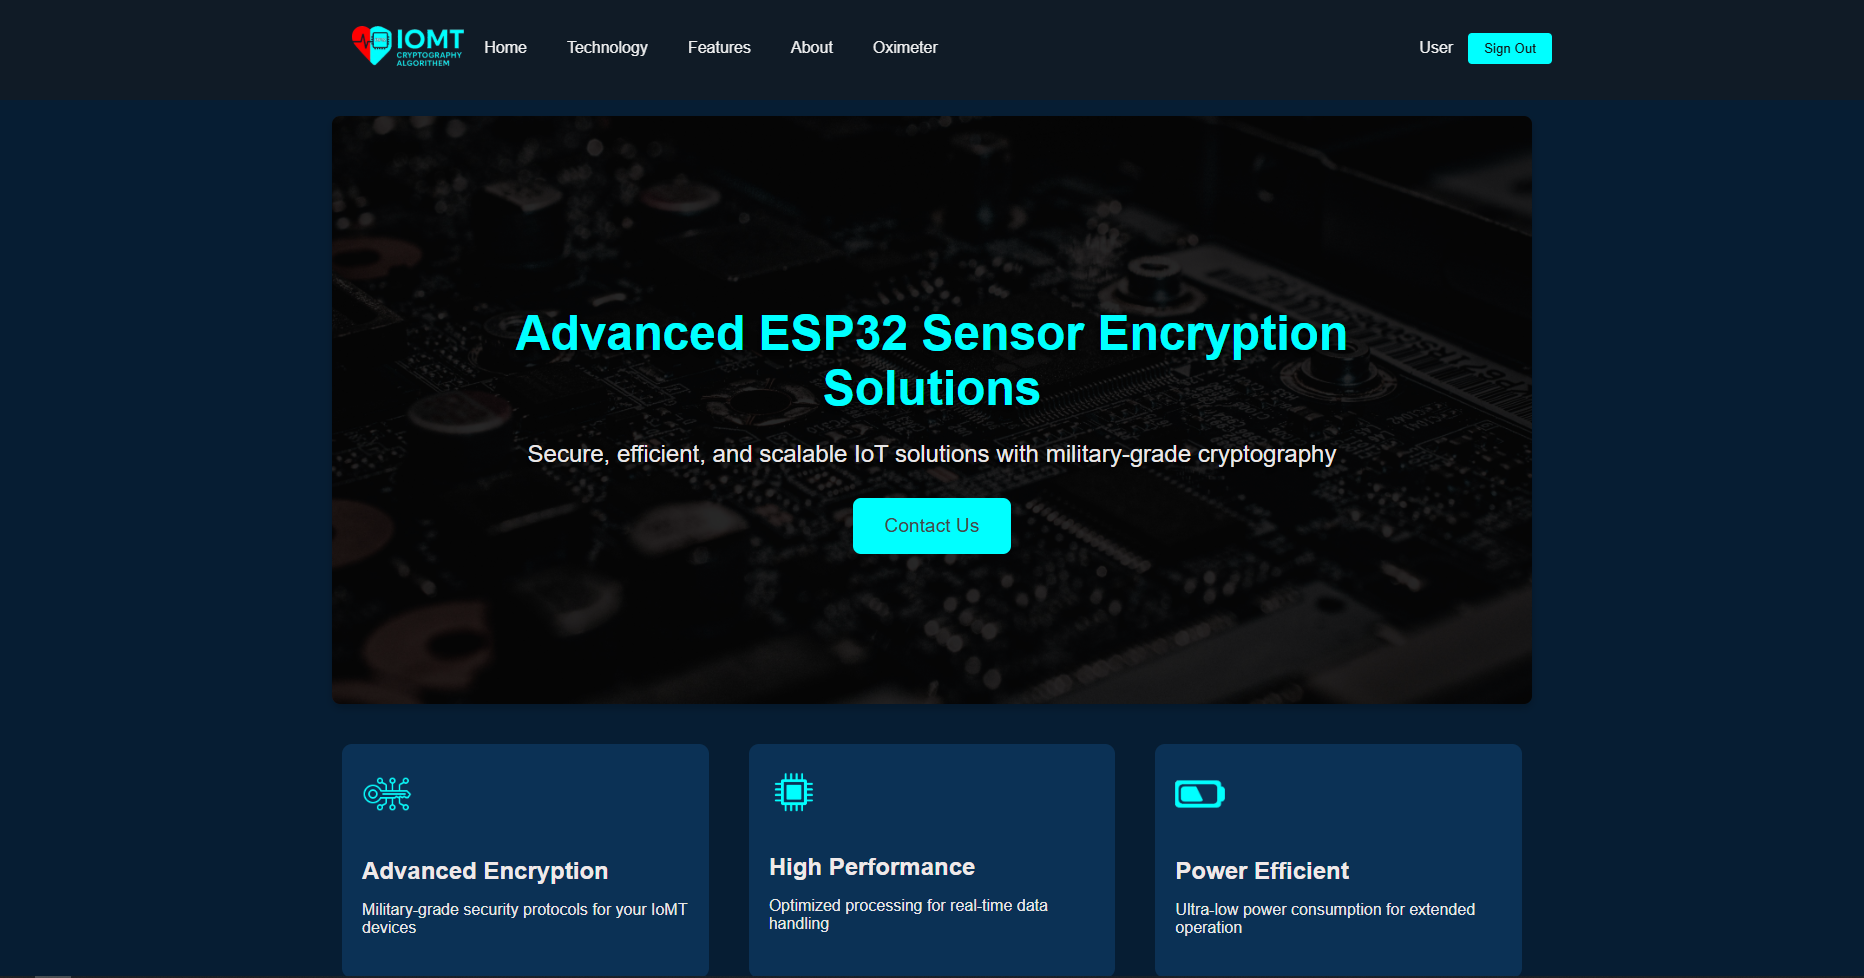 IOMT
CRYPTOGRAPHY
ALGORITHEM
Home
Technology
Features
About
Oximeter
User
Sign Out
Advanced ESP32 Sensor Encryption
Solutions
Secure, efficient, and scalable IoT solutions with military-grade cryptography
Contact Us
Advanced Encryption
Military-grade security protocols for your IoMT
devices
High Performance
Optimized processing for real-time data
handling
Power Efficient
Ultra-low power consumption for extended
operation